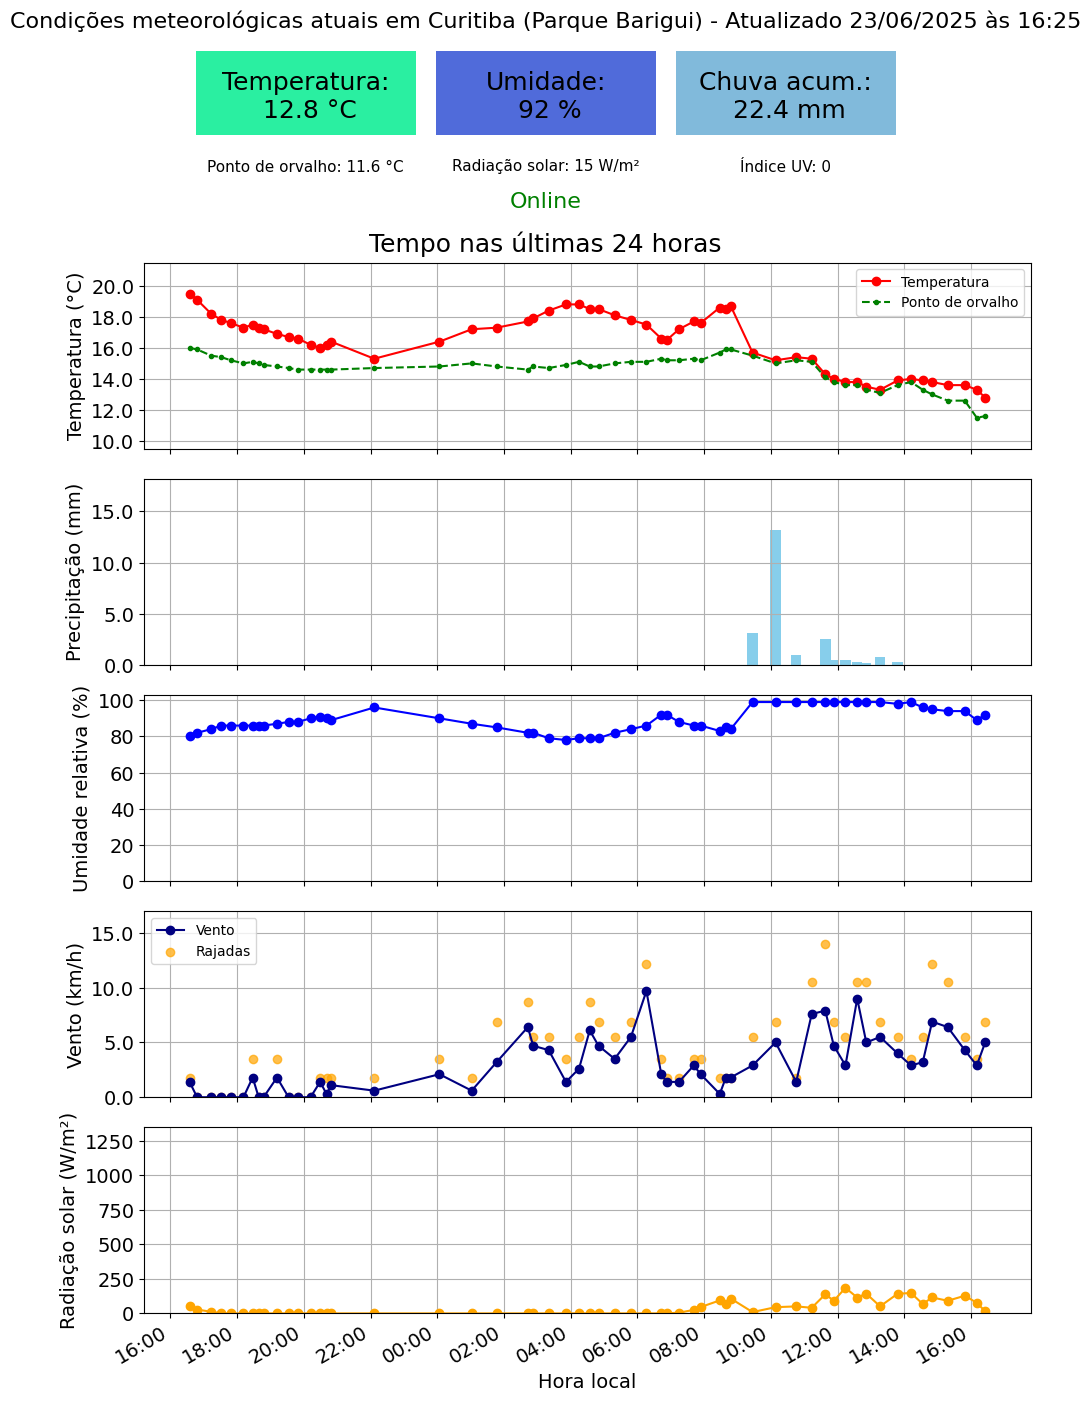 Condições meteorológicas atuais em Curitiba (Parque Barigui) - Atualizado 23/06/2025 às 16:25
Temperatura:
12.8 °C
Umidade:
92 %
Chuva acum.:
22.4 mm
Ponto de orvalho: 11.6 °C
Radiação solar: 15 W/m²
Índice UV: 0
Online
Tempo nas últimas 24 horas
Temperatura (°C)
20.0
18.0
16.0
14.0
12.0
10.0
Temperatura
Ponto de orvalho
Precipitação (mm)
15.0
10.0
5.0
0.0
Umidade relativa (%)
100
80
60
40
20
0
Vento (km/h)
15.0
10.0
5.0
0.0
Vento
Rajadas
Radiação solar (W/m²)
1250
1000
750
500
250
0
16:00
18:00
20:00
22:00
00:00
02:00
04:00
06:00
08:00
10:00
12:00
14:00
16:00
Hora local